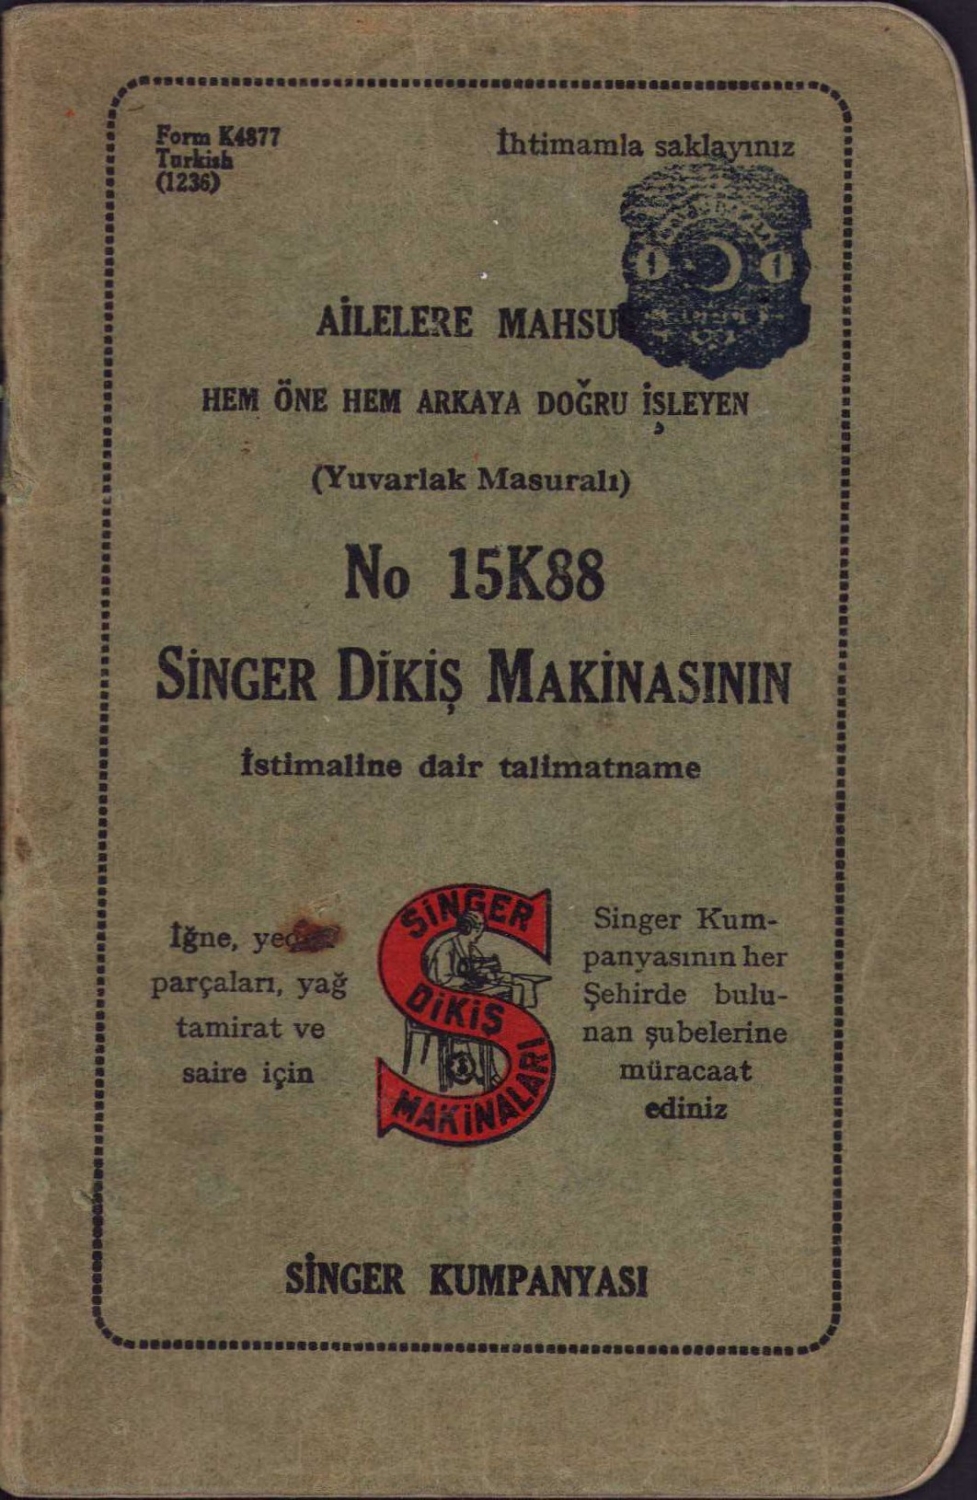 Form K4877
Turkish
(1236)
İhtimamla saklayınız
AİLELERE
HEM ÖNE HEM ARKAYA DOĞRU İŞLEYEN
(Yuvarlak Masuralı)
No 15K88
SİNGER DİKİŞ MAKİNASININ
İstimaline dair talimatname
İğne,
parçaları, yağ
tamirat ve
saire için
SİNGER
DİKİŞ
MAKİNALARI
Singer Kum-
panyasının her
Şehirde bulu-
nan şubelerine
müracaat
ediniz
SİNGER KUMPANYASI